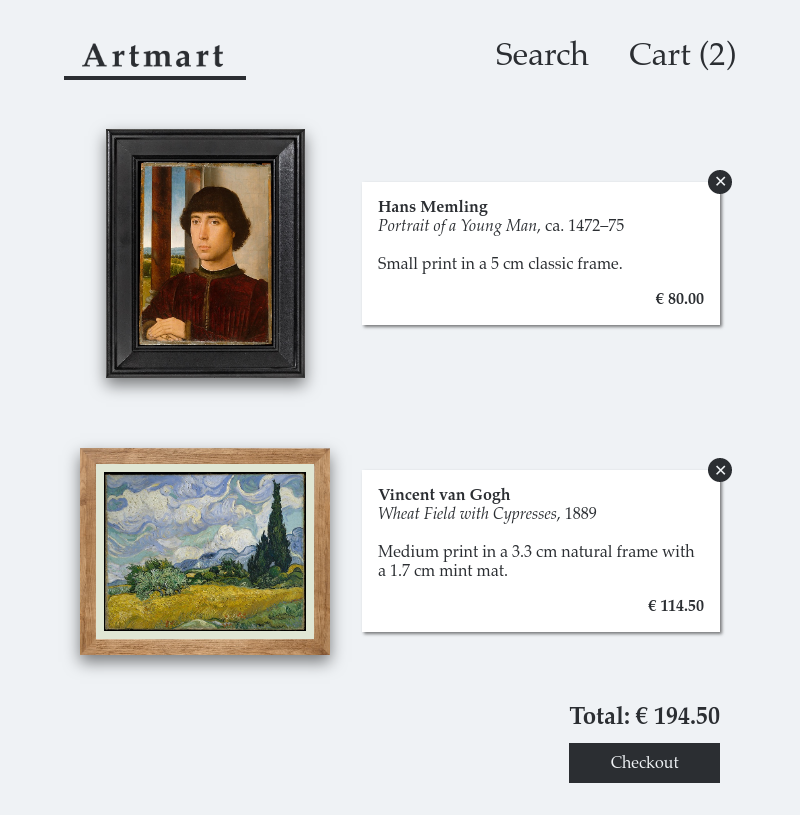 Artmart
Search
Cart (2)
Hans Memling
Portrait of a Young Man, ca. 1472–75
Small print in a 5 cm classic frame.
€ 80.00
Vincent van Gogh
Wheat Field with Cypresses, 1889
Medium print in a 3.3 cm natural frame with
a 1.7 cm mint mat.
€ 114.50
Total: € 194.50
Checkout